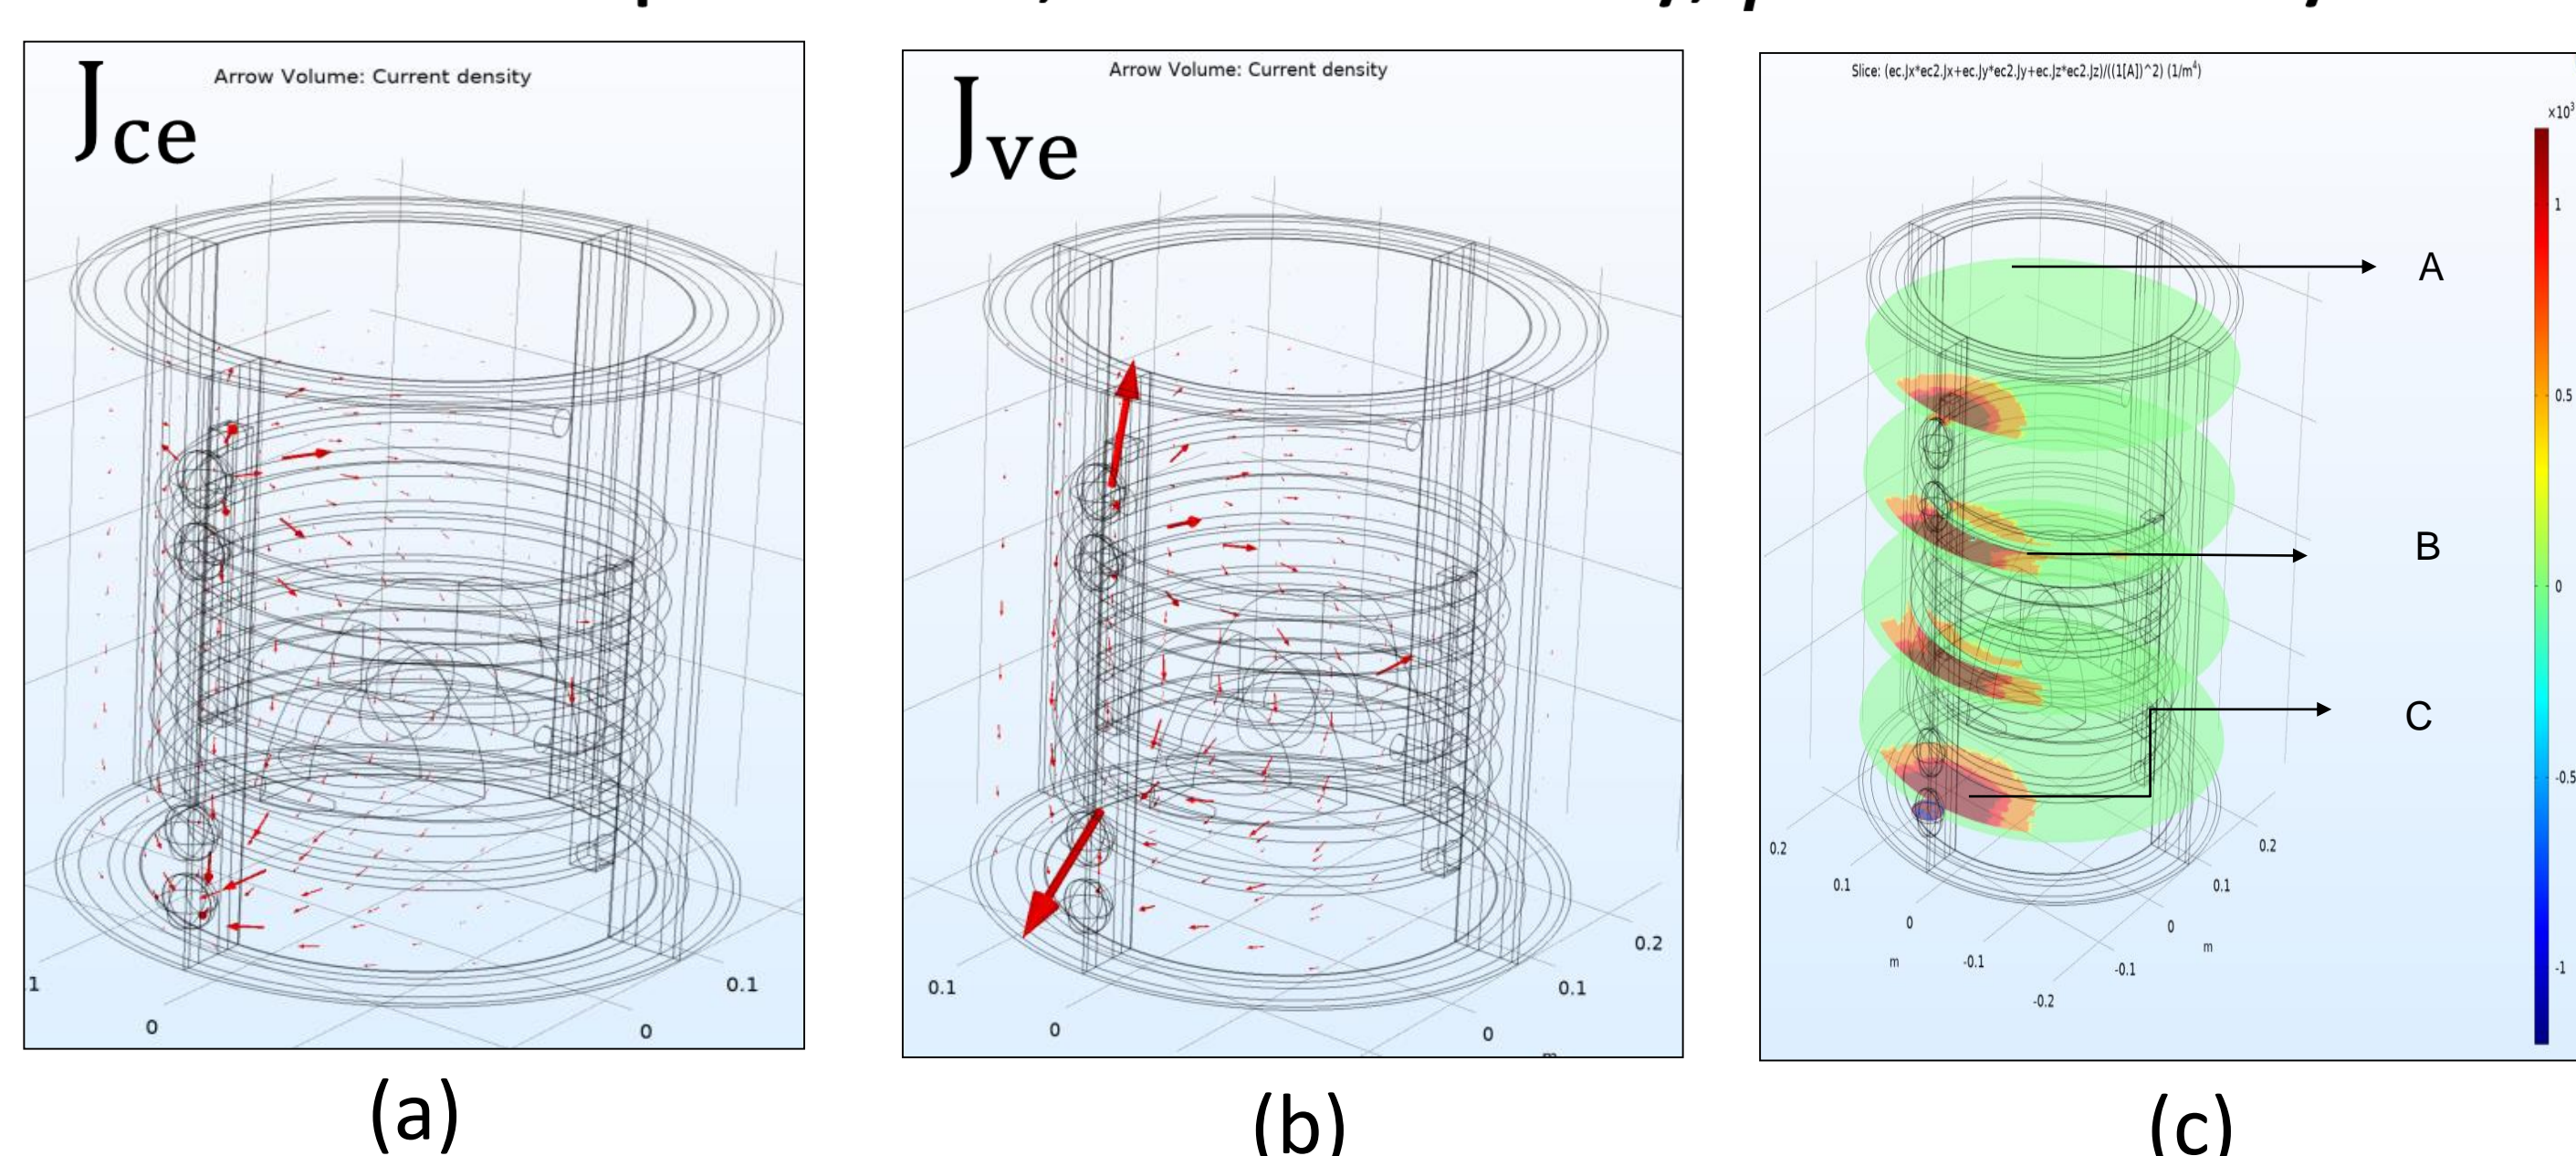 Arrow Volume: Current density
Jce
1
0
0
0.1
(a)
Arrow Volume: Current density
Jve
0.1
0
0
0.1
0.2
m
(b)
Slice: (ec.Jx*ec2.Jx+ec.Jy*ec2.Jy+ec.Jz*ec2.Jz)/((1[A])^2) (1/m⁴)
×10³
1
0.5
0
-0.5
-1
A
B
C
0.2
0.1
0
m
-0.1
-0.2
-0.1
m
0
0.1
0.2
(c)